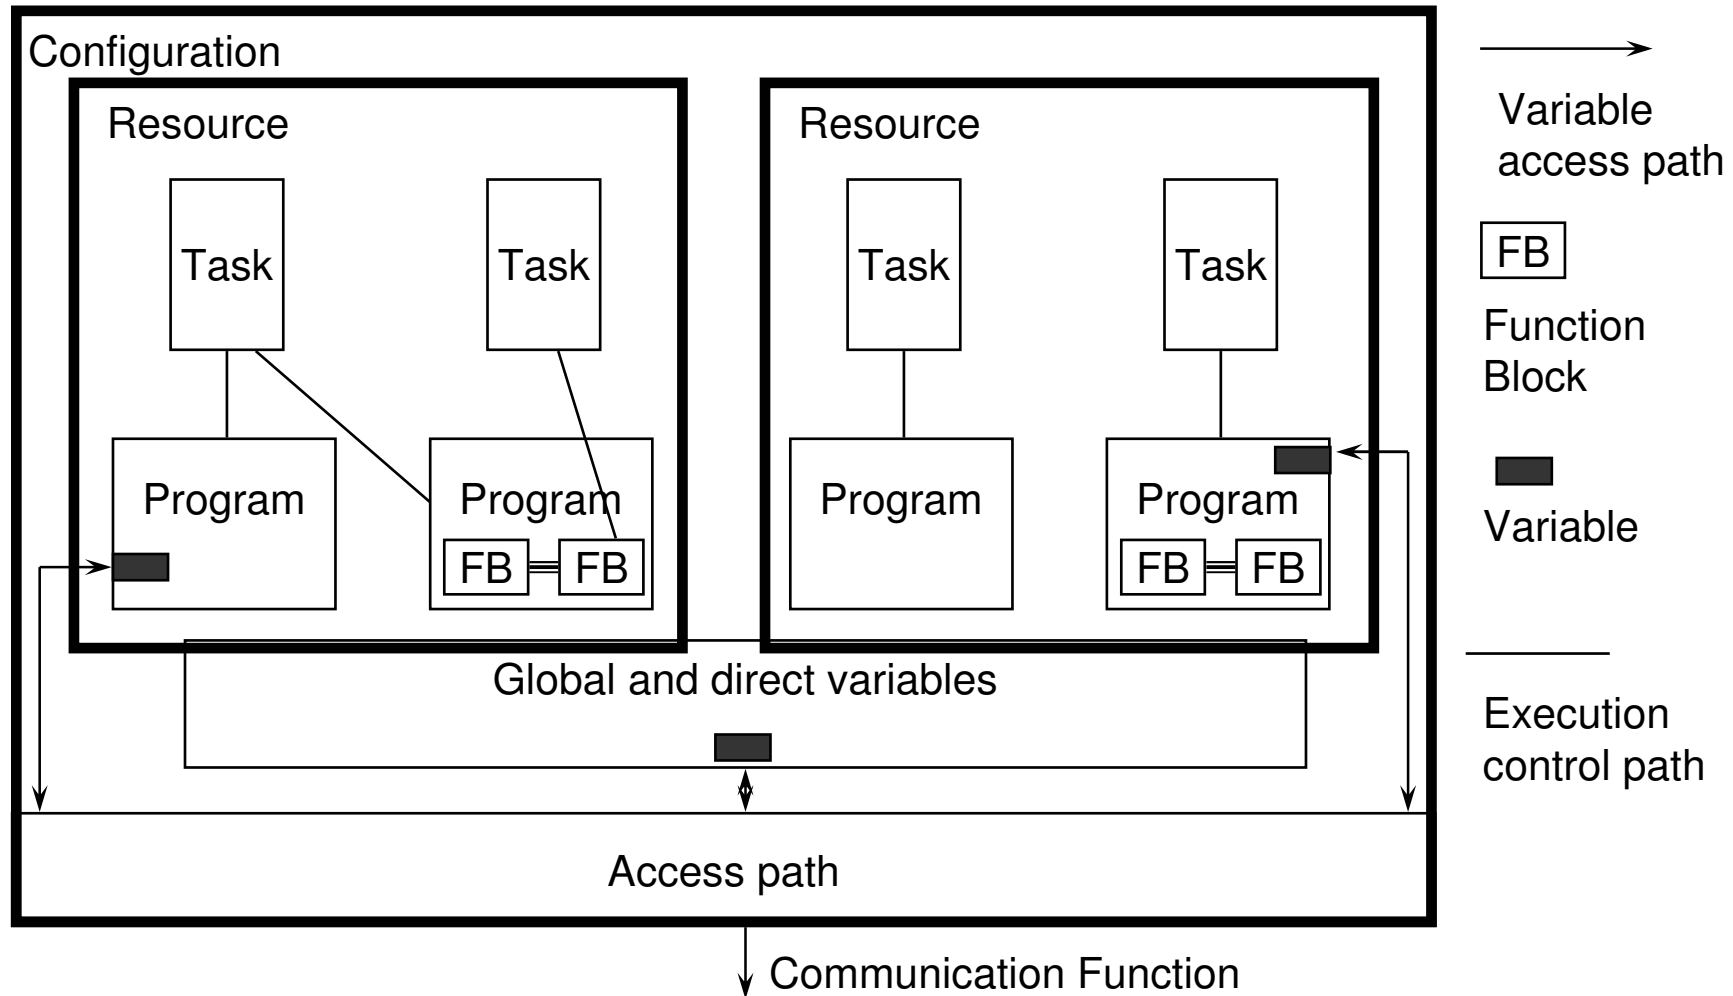 Configuration
Resource
Resource
Task
Task
Task
Task
Program
Program
Program
Program
FB
FB
FB
FB
Global and direct variables
Access path
Communication Function
Variable
access path
FB
Function
Block
Variable
Execution
control path